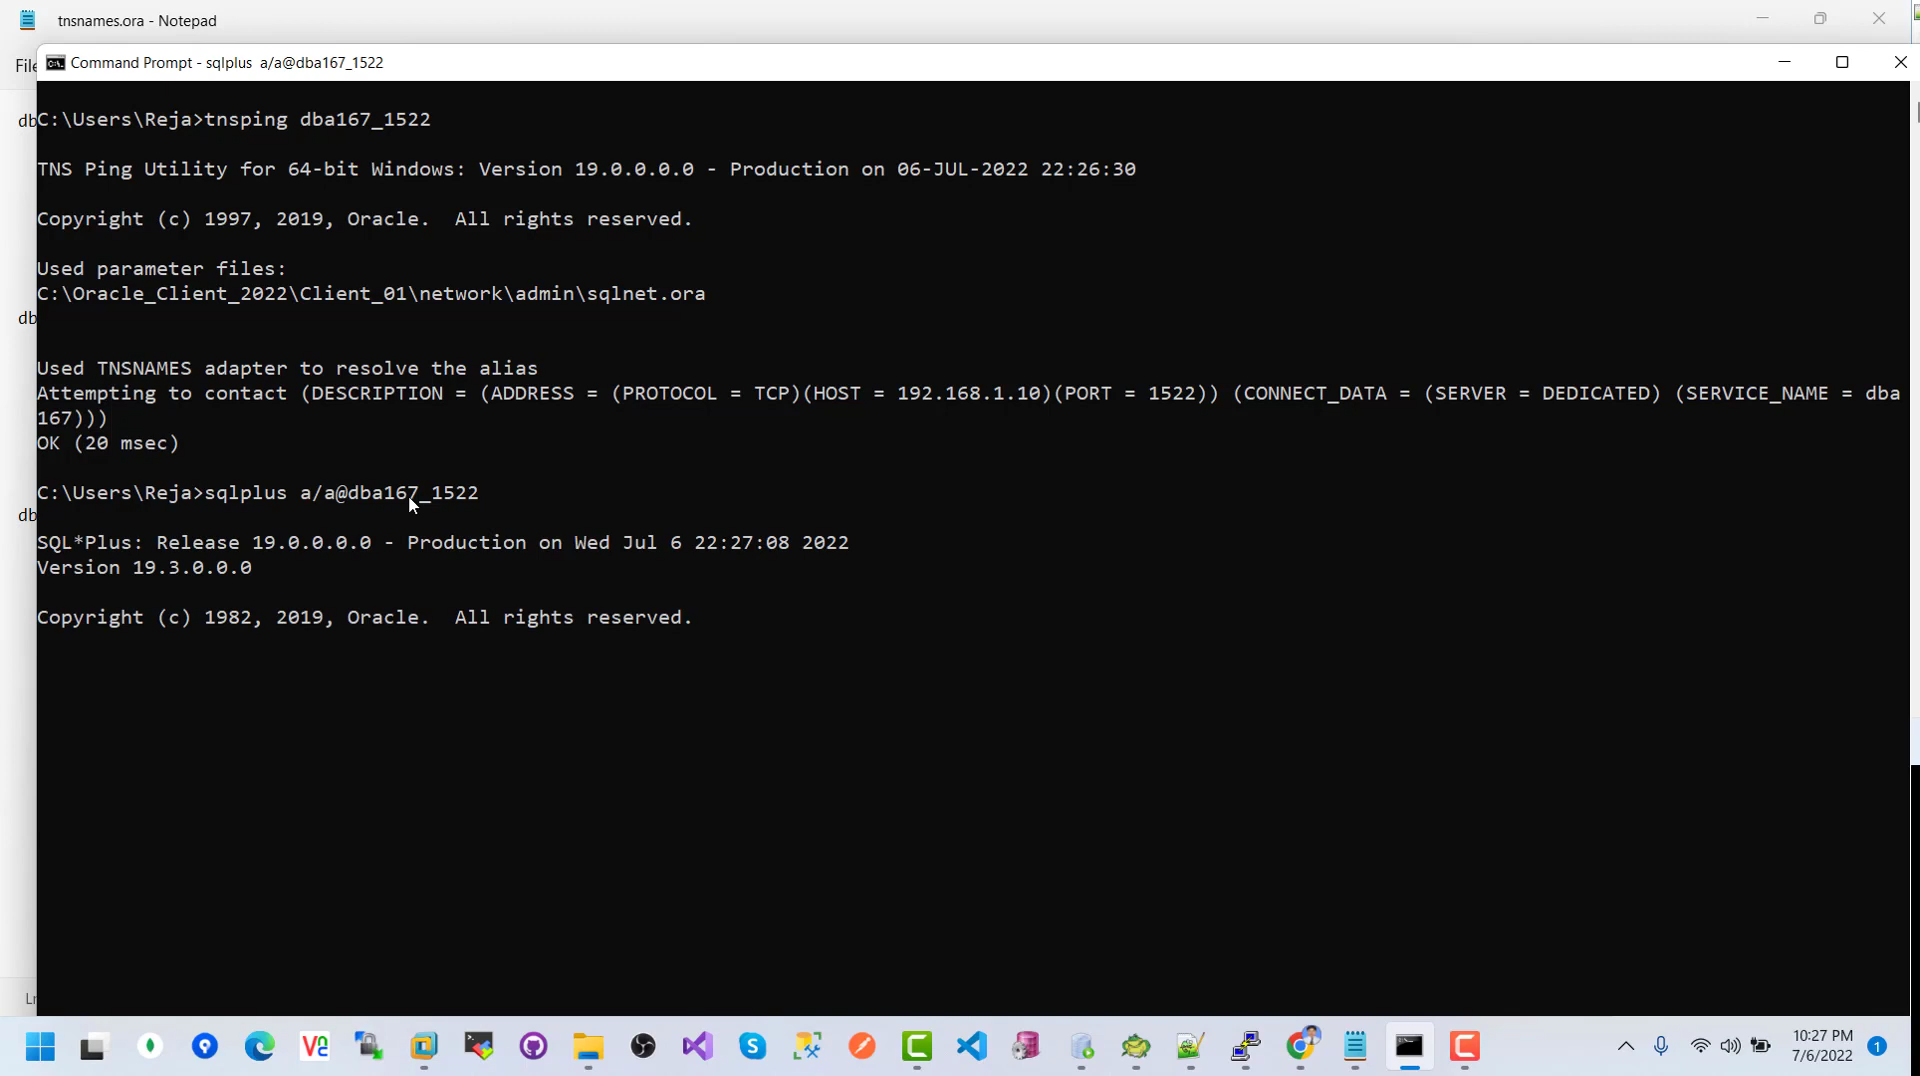 tnsnames.ora - Notepad
File
Command Prompt - sqlplus  a/a@dba167_1522
db
C:\Users\Reja>tnsping dba167_1522
TNS Ping Utility for 64-bit Windows: Version 19.0.0.0.0 - Production on 06-JUL-2022 22:26:30
Copyright (c) 1997, 2019, Oracle.  All rights reserved.
Used parameter files:
C:\Oracle_Client_2022\Client_01\network\admin\sqlnet.ora
db
Used TNSNAMES adapter to resolve the alias
Attempting to contact (DESCRIPTION = (ADDRESS = (PROTOCOL = TCP)(HOST = 192.168.1.10)(PORT = 1522)) (CONNECT_DATA = (SERVER = DEDICATED) (SERVICE_NAME = dba
167)))
OK (20 msec)
C:\Users\Reja>sqlplus a/a@dba167_1522
db
SQL*Plus: Release 19.0.0.0.0 - Production on Wed Jul 6 22:27:08 2022
Version 19.3.0.0.0
Copyright (c) 1982, 2019, Oracle.  All rights reserved.
Ln
10:27 PM
7/6/2022
1